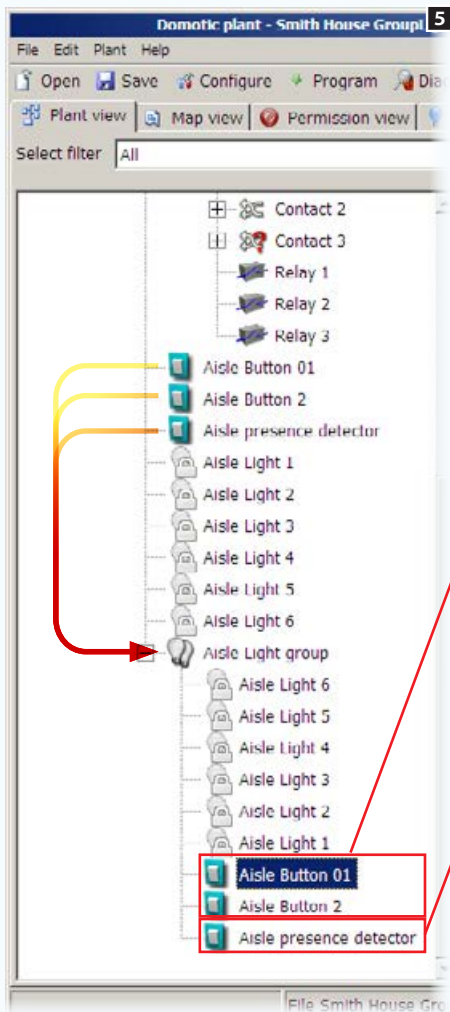 Domotic plant - Smith House Groupi
5
File Edit Plant Help
Open Save Configure Program Dia
Plant view Map view Permission view
Select filter All
Contact 2
Contact 3
Relay 1
Relay 2
Relay 3
Aisle Button 01
Aisle Button 2
Aisle presence detector
Aisle Light 1
Aisle Light 2
Aisle Light 3
Aisle Light 4
Aisle Light 5
Aisle Light 6
Aisle Light group
Aisle Light 6
Aisle Light 5
Aisle Light 4
Aisle Light 3
Aisle Light 2
Aisle Light 1
Aisle Button 01
Aisle Button 2
Aisle presence detector
File Smith House Gro